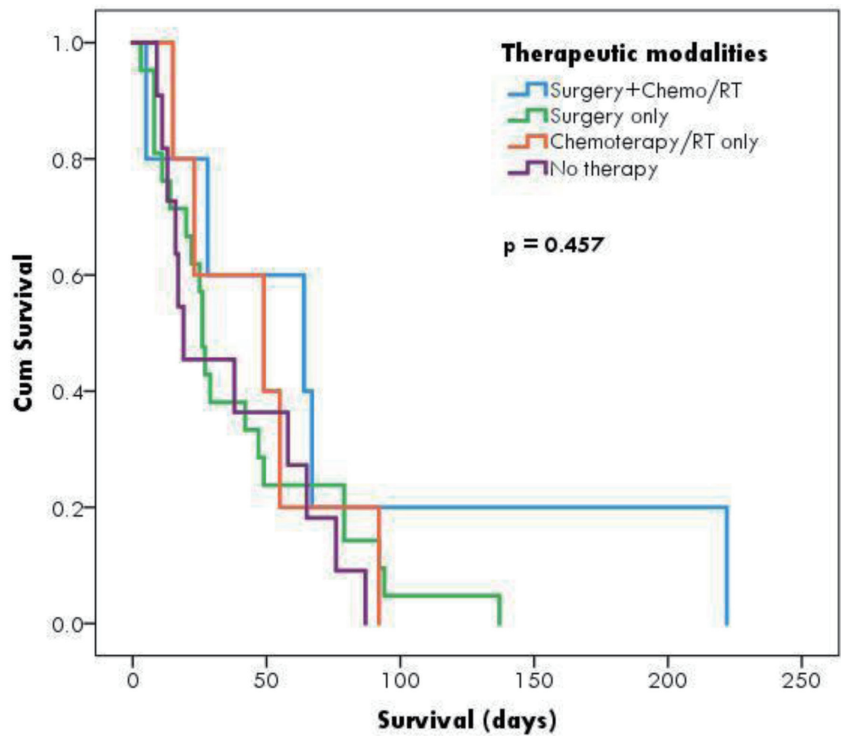 Therapeutic modalities
Surgery+Chemo/RT
Surgery only
Chemoterapy/RT only
No therapy
p = 0.457
Cum Survival
1.0
0.8
0.6
0.4
0.2
0.0
0 50 100 150 200 250
Survival (days)